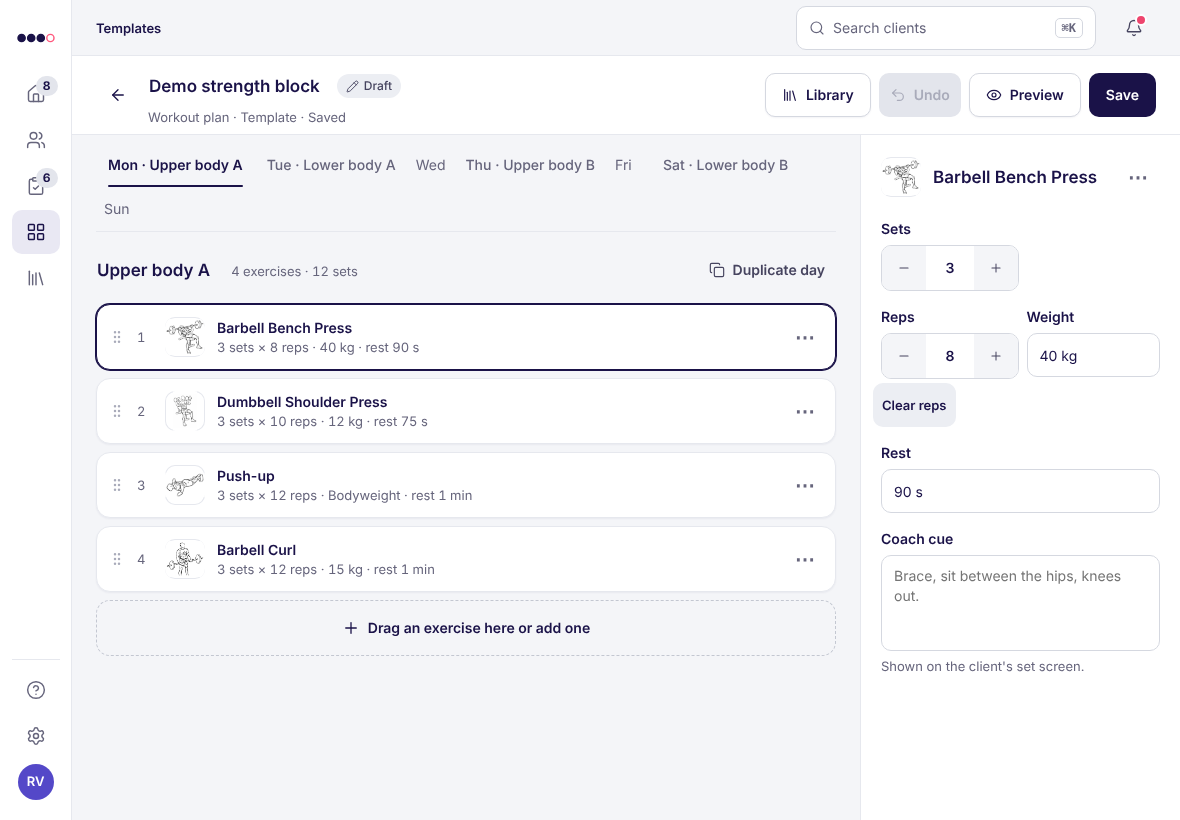 Templates
Search clients
⌘K
8
6
RV
Demo strength block
Draft
Workout plan · Template · Saved
Library
Undo
Preview
Save
Mon · Upper body A
Tue · Lower body A
Wed
Thu · Upper body B
Fri
Sat · Lower body B
Sun
Upper body A
4 exercises · 12 sets
Duplicate day
1
Barbell Bench Press
3 sets × 8 reps · 40 kg · rest 90 s
2
Dumbbell Shoulder Press
3 sets × 10 reps · 12 kg · rest 75 s
3
Push-up
3 sets × 12 reps · Bodyweight · rest 1 min
4
Barbell Curl
3 sets × 12 reps · 15 kg · rest 1 min
Drag an exercise here or add one
Barbell Bench Press
Sets
3
Reps
Weight
8
40 kg
Clear reps
Rest
90 s
Coach cue
Brace, sit between the hips, knees
out.
Shown on the client's set screen.